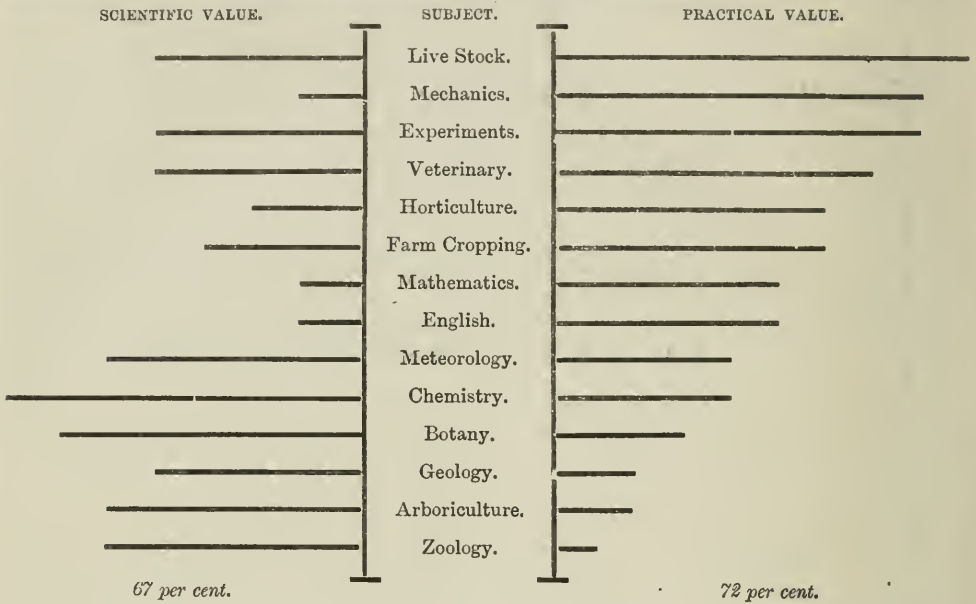 SCIENTIFIC VALUE. SUBJECT. PRACTICAL VALUE.
Live Stock.
Mechanics.
Experiments.
Veterinary.
Horticulture.
Farm Cropping.
Mathematics.
English.
Meteorology.
Chemistry.
Botany.
Geology.
Arboriculture.
Zoology.
67 per cent. 72 per cent.